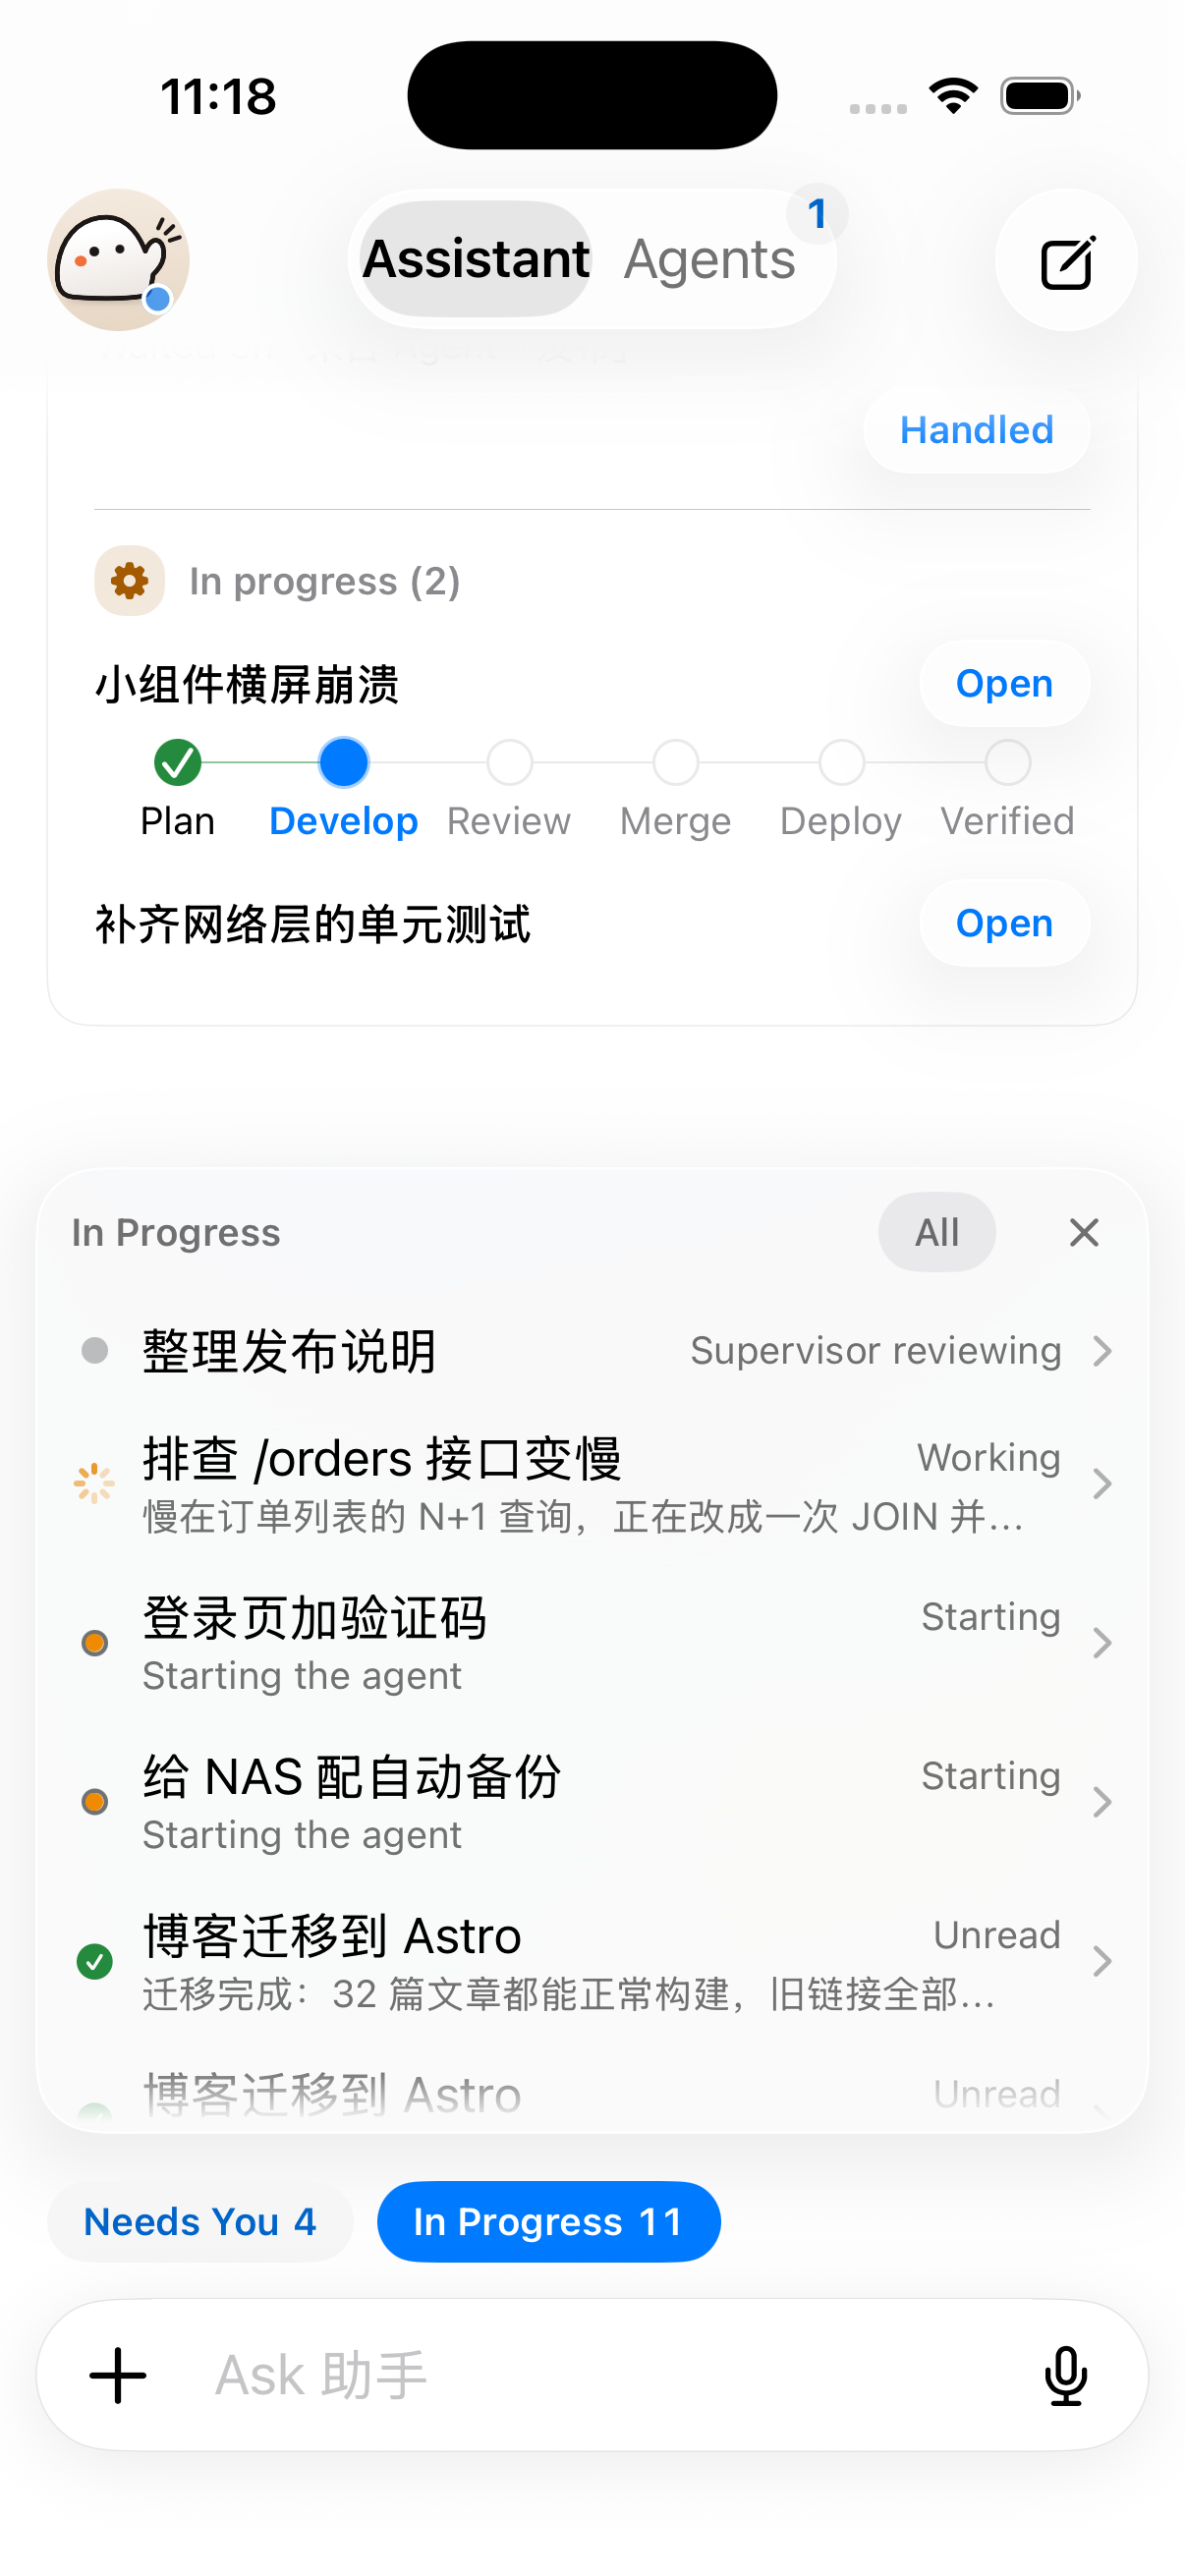 11:18
Assistant
Agents
1
Handled
In progress (2)
小组件横屏崩溃
Open
Plan
Develop
Review
Merge
Deploy
Verified
补齐网络层的单元测试
Open
In Progress
All
整理发布说明
Supervisor reviewing
排查 /orders 接口变慢
Working
慢在订单列表的 N+1 查询，正在改成一次 JOIN 并…
登录页加验证码
Starting
Starting the agent
给 NAS 配自动备份
Starting
Starting the agent
博客迁移到 Astro
Unread
迁移完成：32 篇文章都能正常构建，旧链接全部…
博客迁移到 Astro
Unread
Needs You 4
In Progress 11
Ask 助手